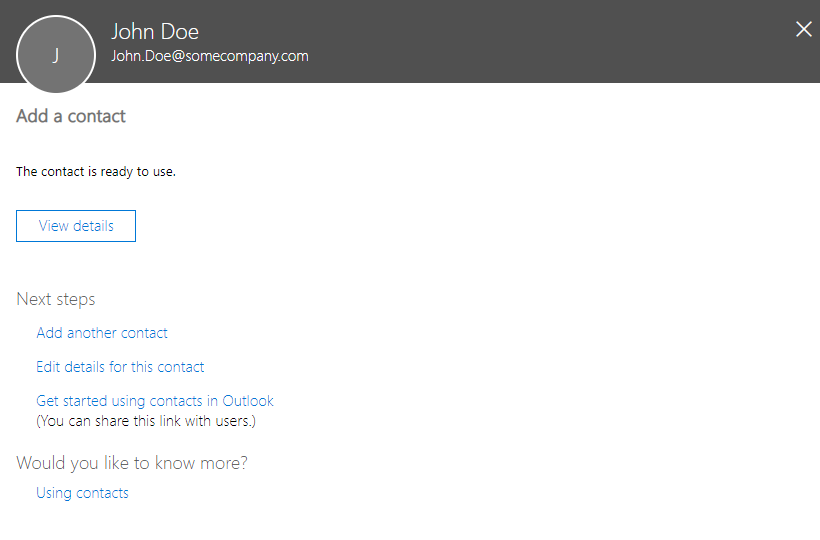 J
John Doe
John.Doe@somecompany.com
Add a contact
The contact is ready to use.
View details
Next steps
Add another contact
Edit details for this contact
Get started using contacts in Outlook
(You can share this link with users.)
Would you like to know more?
Using contacts